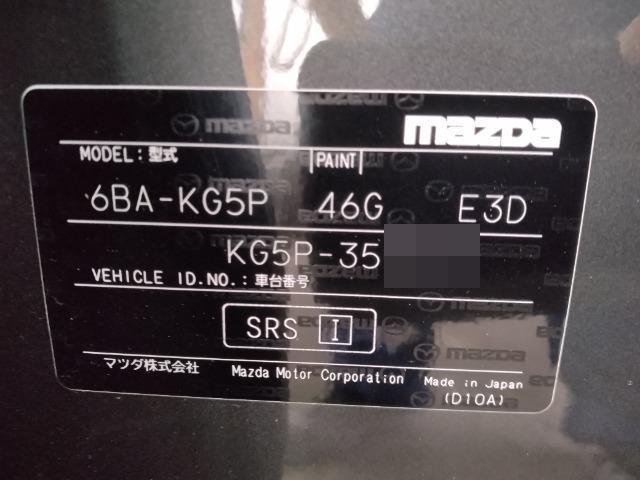 mazda
MODEL：型式 PAINT
6BA-KG5P 46G E3D
KG5P-35
VEHICLE ID.NO.：車台番号
SRS I
マツダ株式会社 Mazda Motor Corporation Made in Japan
(D10A)